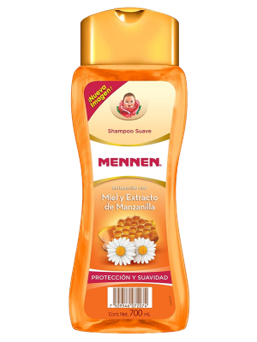 ¡Nueva
Imagen!
Shampoo Suave
MENNEN
Miel y Extracto
de Manzanilla
PROTECCIÓN Y SUAVIDAD
Cont. Net. 700 mL